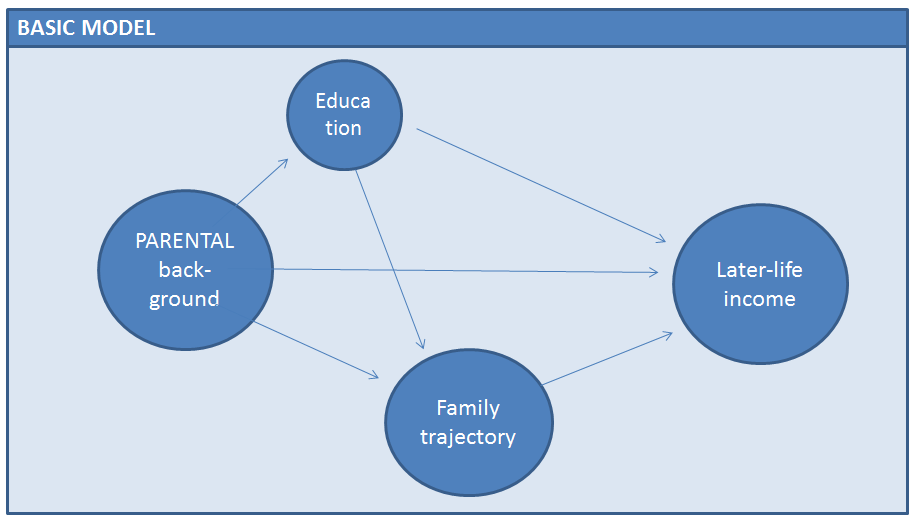 BASIC MODEL
Educa
tion
PARENTAL
back-
ground
Later-life
income
Family
trajectory